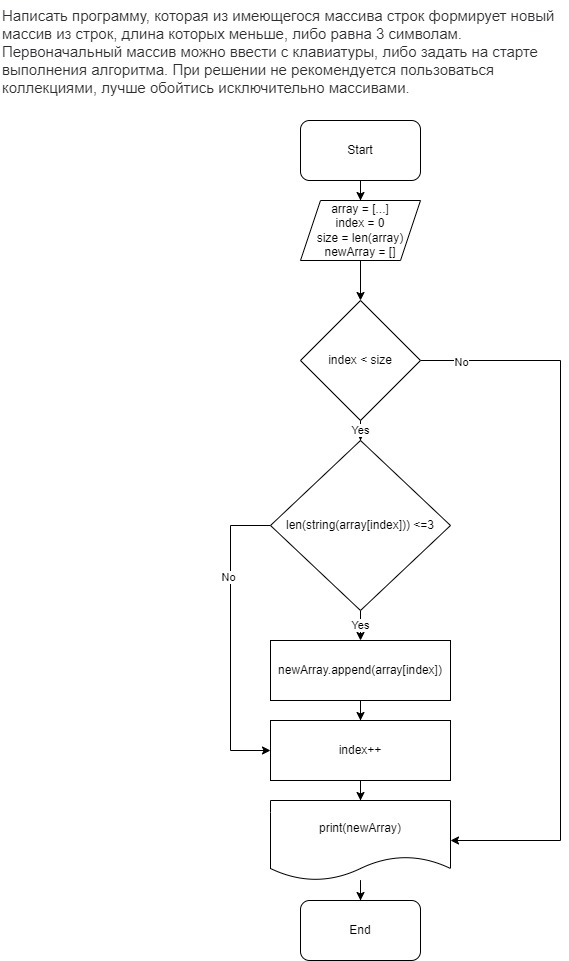 Написать программу, которая из имеющегося массива строк формирует новый
массив из строк, длина которых меньше, либо равна 3 символам.
Первоначальный массив можно ввести с клавиатуры, либо задать на старте
выполнения алгоритма. При решении не рекомендуется пользоваться
коллекциями, лучше обойтись исключительно массивами.
Start
array = [...]
index = 0
size = len(array)
newArray = []
index < size
No
Yes
len(string(array[index])) <=3
No
Yes
newArray.append(array[index])
index++
print(newArray)
End